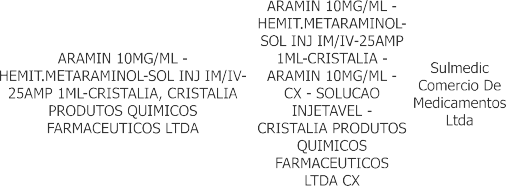 ARAMIN 10MG/ML -
HEMIT.METARAMINOL-SOL INJ IM/IV-
25AMP 1ML-CRISTALIA, CRISTALIA
PRODUTOS QUIMICOS
FARMACEUTICOS LTDA
ARAMIN 10MG/ML -
HEMIT.METARAMINOL-
SOL INJ IM/IV-25AMP
1ML-CRISTALIA -
ARAMIN 10MG/ML -
CX - SOLUCAO
INJETAVEL -
CRISTALIA PRODUTOS
QUIMICOS
FARMACEUTICOS
LTDA CX
Sulmedic
Comercio De
Medicamentos
Ltda